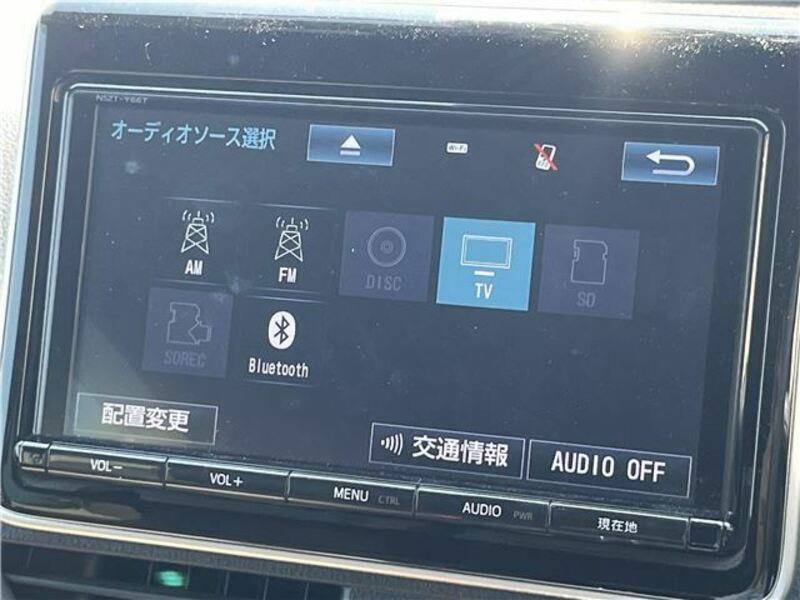 NSZT-Y66T
オーディオソース選択
Wi-Fi
AM
FM
DISC
TV
SD
SDREC
Bluetooth
配置変更
交通情報
AUDIO OFF
VOL−
VOL+
MENU CTRL
AUDIO PWR
現在地